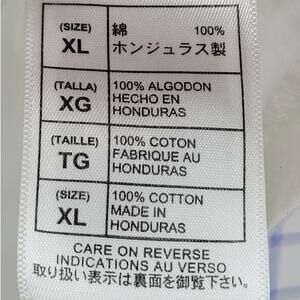 (SIZE)
XL
綿 100%
ホンジュラス製
(TALLA)
XG
100% ALGODON
HECHO EN
HONDURAS
(TAILLE)
TG
100% COTON
FABRIQUE AU
HONDURAS
(SIZE)
XL
100% COTTON
MADE IN
HONDURAS
CARE ON REVERSE
INDICATIONS AU VERSO
取り扱い表示は裏面を御覧下さい。